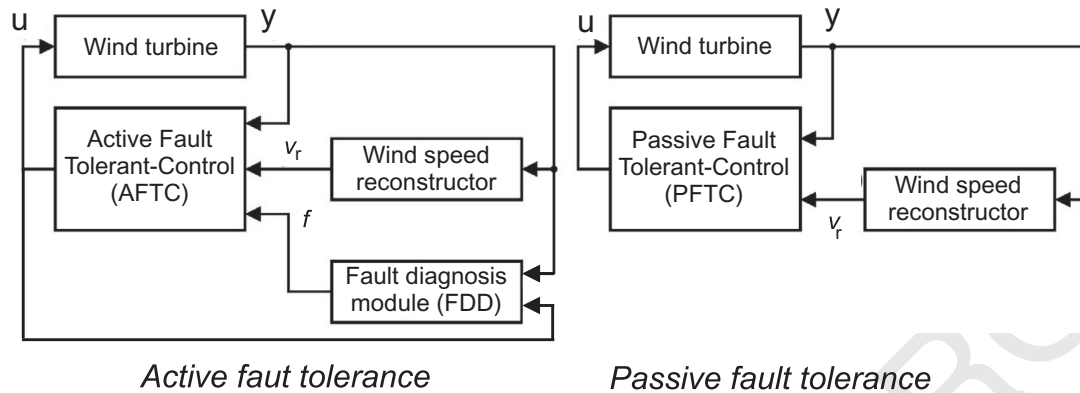 u
y
Wind turbine
Active Fault
Tolerant-Control
(AFTC)
vr
Wind speed
reconstructor
f
Fault diagnosis
module (FDD)
Active faut tolerance
u
y
Wind turbine
Passive Fault
Tolerant-Control
(PFTC)
vr
Wind speed
reconstructor
Passive fault tolerance